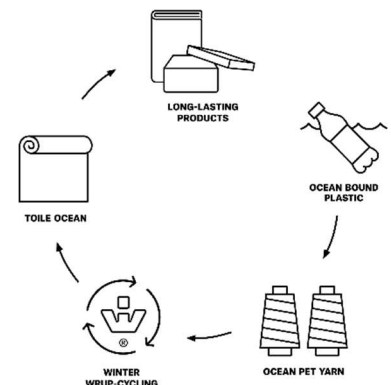 LONG-LASTING
PRODUCTS
OCEAN BOUND
PLASTIC
TOILE OCEAN
®
OCEAN PET YARN
WINTER
WRUP-CYCLING